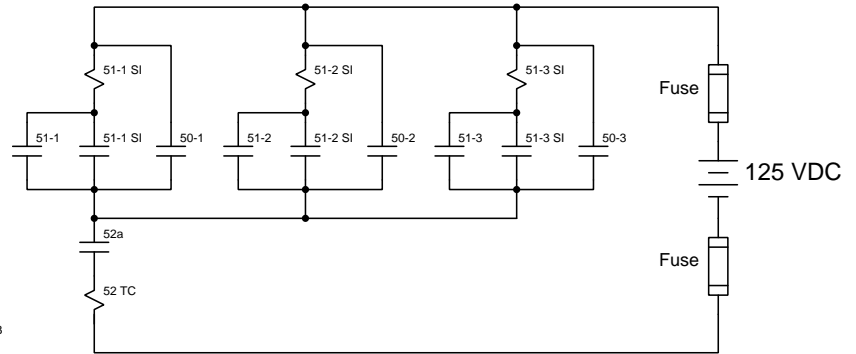 51-1 SI
51-2 SI
51-3 SI
Fuse
51-1
51-1 SI
50-1
51-2
51-2 SI
50-2
51-3
51-3 SI
50-3
125 VDC
52a
Fuse
52 TC